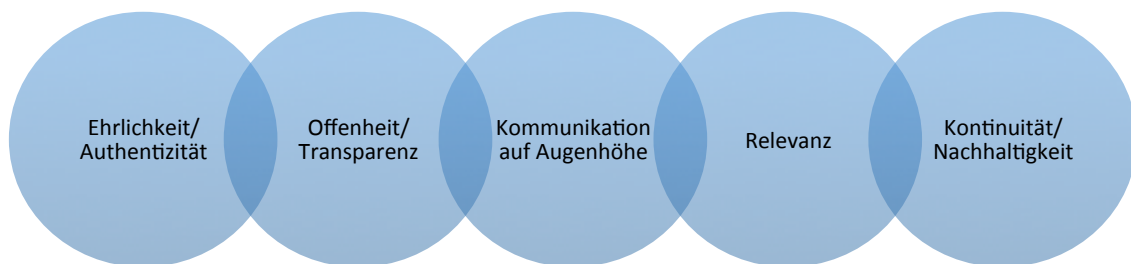 Ehrlichkeit/
Authentizität
Offenheit/
Transparenz
Kommunikation
auf Augenhöhe
Relevanz
Kontinuität/
Nachhaltigkeit